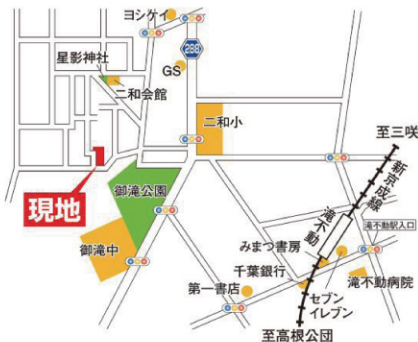 ヨシケイ
288
星影神社
GS
二和会館
二和小
至三咲
新京成線
現地
御滝公園
滝不動
滝不動駅入口
みまつ書房
御滝中
千葉銀行
第一書店
セブン
イレブン
滝不動病院
至高根公団